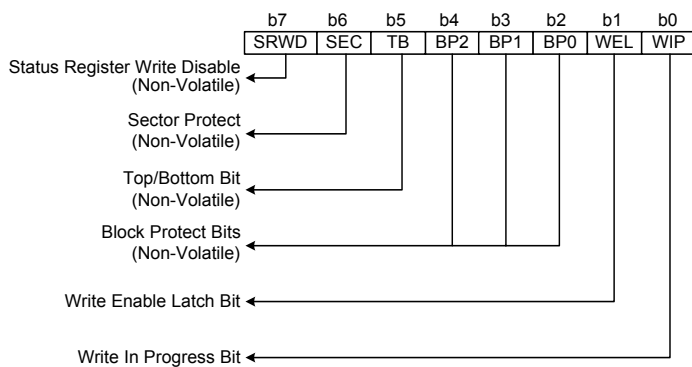 b7 b6 b5 b4 b3 b2 b1 b0
SRWD SEC TB BP2 BP1 BP0 WEL WIP
Status Register Write Disable
(Non-Volatile)
Sector Protect
(Non-Volatile)
Top/Bottom Bit
(Non-Volatile)
Block Protect Bits
(Non-Volatile)
Write Enable Latch Bit
Write In Progress Bit